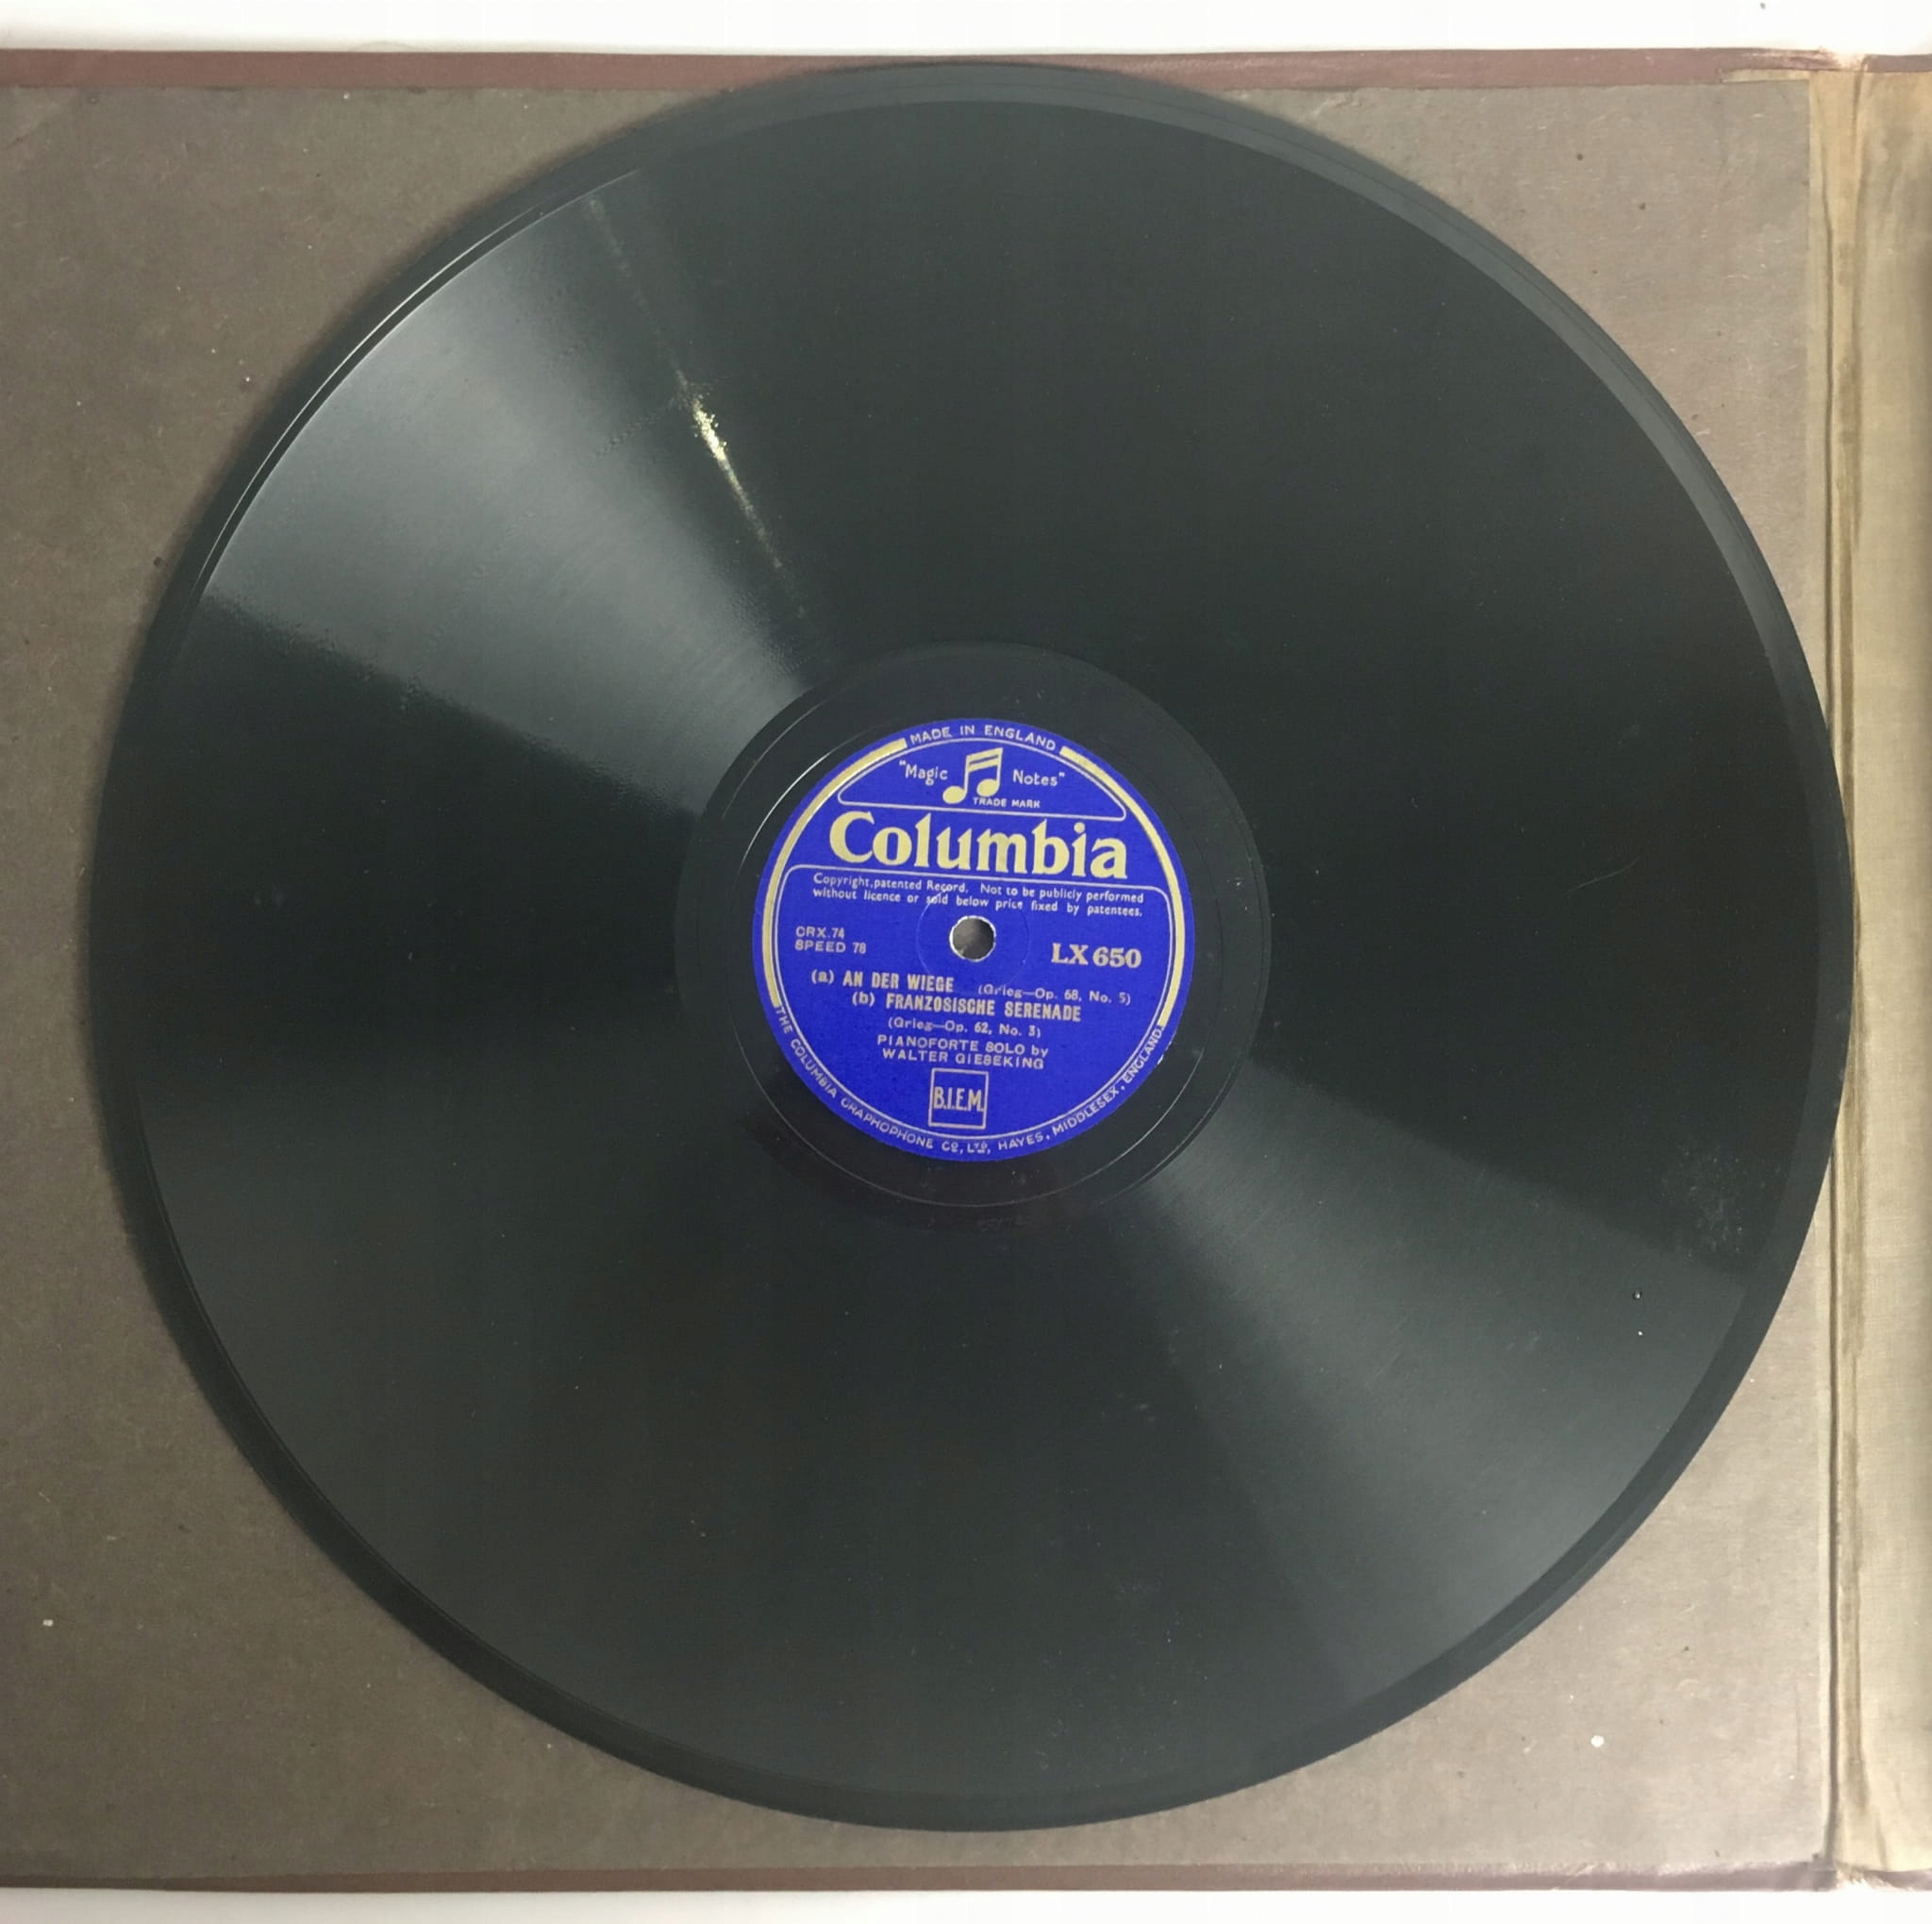 MADE IN ENGLAND
"Magic Notes"
TRADE MARK
Columbia
Copyright, patented Record. Not to be publicly performed
without licence or sold below price fixed by patentees.
CRX.74
SPEED 78
LX 650
(a) AN DER WIEGE (Grieg—Op. 68, No. 5)
(b) FRANZOSISCHE SERENADE
(Grieg—Op. 62, No. 3)
PIANOFORTE SOLO by
WALTER GIESEKING
B.I.E.M.
THE COLUMBIA GRAPHOPHONE CO, LTD, HAYES, MIDDLESEX, ENGLAND.